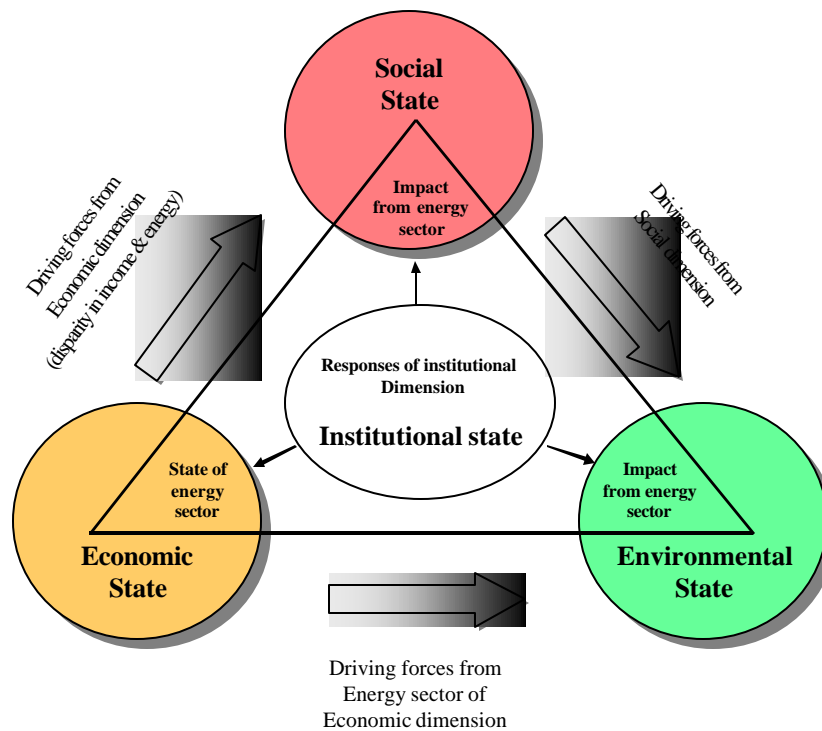 Social
State
Impact
from energy
sector
Driving forces from
Economic dimension
(disparity in income & energy)
Driving forces from
Social dimension
Responses of institutional
Dimension
Institutional state
State of
energy
sector
Economic
State
Impact
from energy
sector
Environmental
State
Driving forces from
Energy sector of
Economic dimension